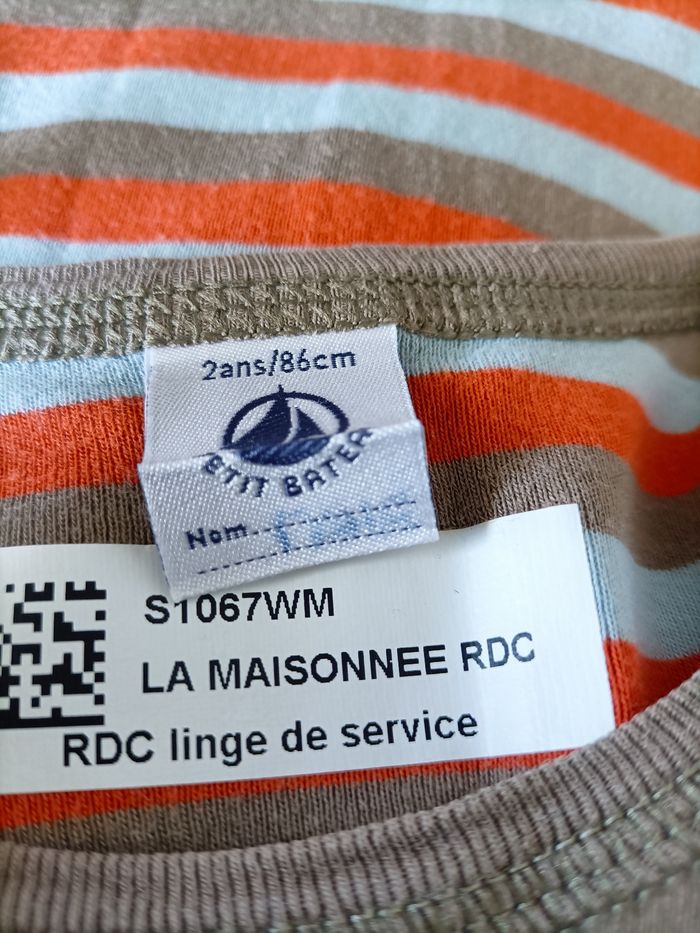 2ans/86cm
PETIT BATEAU
Nom
S1067WM
LA MAISONNEE RDC
RDC linge de service